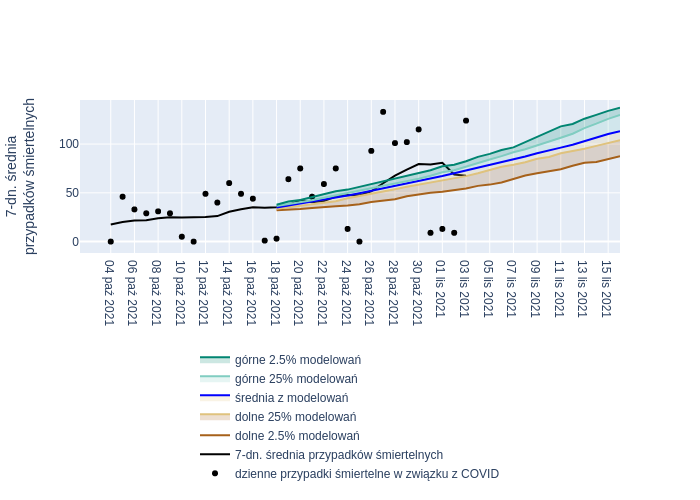 7-dn. średnia
przypadków śmiertelnych
100
50
0
04 paź 2021
06 paź 2021
08 paź 2021
10 paź 2021
12 paź 2021
14 paź 2021
16 paź 2021
18 paź 2021
20 paź 2021
22 paź 2021
24 paź 2021
26 paź 2021
28 paź 2021
30 paź 2021
01 lis 2021
03 lis 2021
05 lis 2021
07 lis 2021
09 lis 2021
11 lis 2021
13 lis 2021
15 lis 2021
górne 2.5% modelowań
górne 25% modelowań
średnia z modelowań
dolne 25% modelowań
dolne 2.5% modelowań
7-dn. średnia przypadków śmiertelnych
dzienne przypadki śmiertelne w związku z COVID